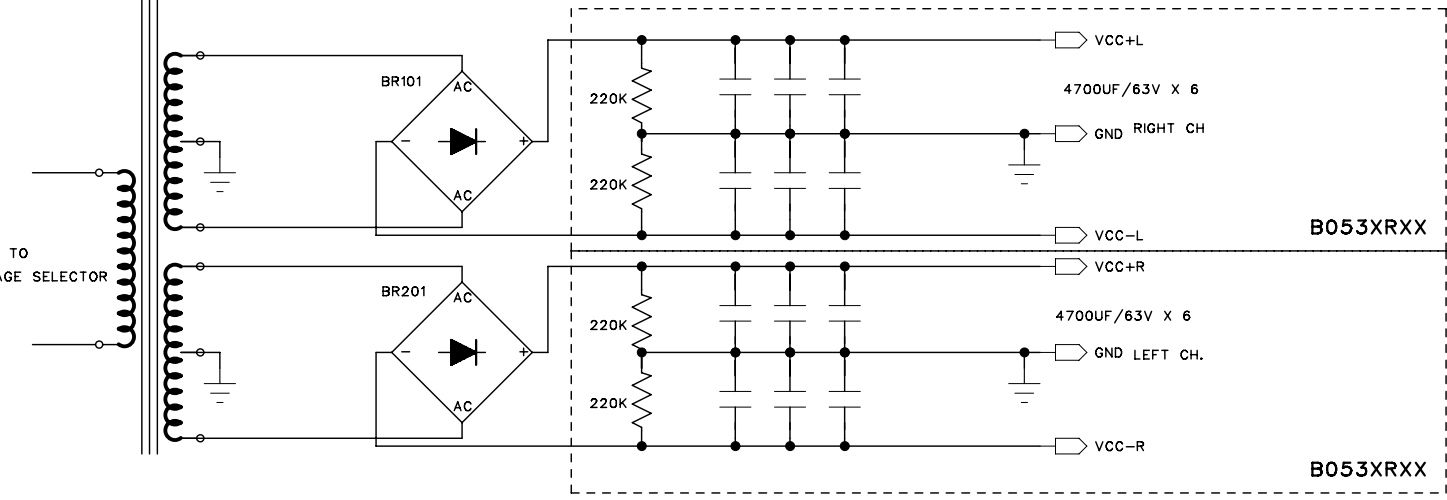 VCC+L
BR101
AC
4700UF/63V X 6
220K
GND RIGHT CH
- +
220K
AC
B053XRXX
VCC-L
TO
VCC+R
AGE SELECTOR
BR201
AC
4700UF/63V X 6
220K
GND LEFT CH.
- +
220K
AC
VCC-R
B053XRXX